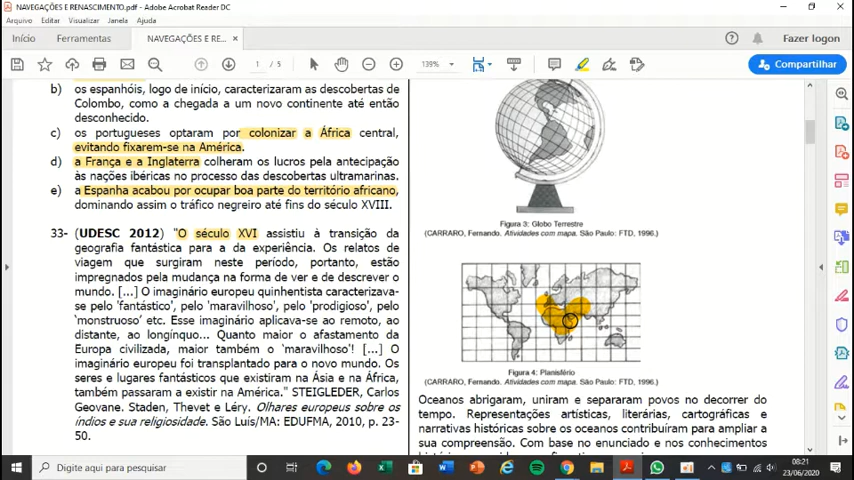 NAVEGAÇÕES E RENASCIMENTO.pdf - Adobe Acrobat Reader DC
Arquivo Editar Visualizar Janela Ajuda
Início Ferramentas NAVEGAÇÕES E REN... × Fazer logon
1 / 5 139% Compartilhar
b) os espanhóis, logo de início, caracterizaram as descobertas
de Colombo, como a chegada a um novo continente até então
desconhecido.
c) os portugueses optaram por colonizar a África central,
evitando fixarem-se na América.
d) a França e a Inglaterra colheram os lucros pela antecipação
às nações ibéricas no processo das descobertas ultramarinas.
e) a Espanha acabou por ocupar boa parte do território africano,
dominando assim o tráfico negreiro até fins do século XVIII.
33- (UDESC 2012) "O século XVI assistiu à transição da
geografia fantástica para a da experiência. Os relatos de
viagem que surgiram neste período, portanto, estão
impregnados pela mudança na forma de ver e de descrever o
mundo. [...] O imaginário europeu quinhentista caracterizava-
se pelo 'fantástico', pelo 'maravilhoso', pelo 'prodigioso', pelo
'monstruoso' etc. Esse imaginário aplicava-se ao remoto, ao
distante, ao longínquo... Quanto maior o afastamento da
Europa civilizada, maior também o 'maravilhoso'! [...] O
imaginário europeu foi transplantado para o novo mundo. Os
seres e lugares fantásticos que existiram na Ásia e na África,
também passaram a existir na América." STEIGLEDER, Carlos
Geovane. Staden, Thevet e Léry. Olhares europeus sobre os
índios e sua religiosidade. São Luís/MA: EDUFMA, 2010, p. 23-
50.
Figura 3: Globo Terrestre
(CARRARO, Fernando. Atividades com mapa. São Paulo: FTD, 1996.)
Figura 4: Planisfério
(CARRARO, Fernando. Atividades com mapa. São Paulo: FTD, 1996.)
Oceanos abrigaram, uniram e separaram povos no decorrer do
tempo. Representações artísticas, literárias, cartográficas e
narrativas históricas sobre os oceanos contribuíram para ampliar a
sua compreensão. Com base no enunciado e nos conhecimentos
Digite aqui para pesquisar
08:21
23/06/2020